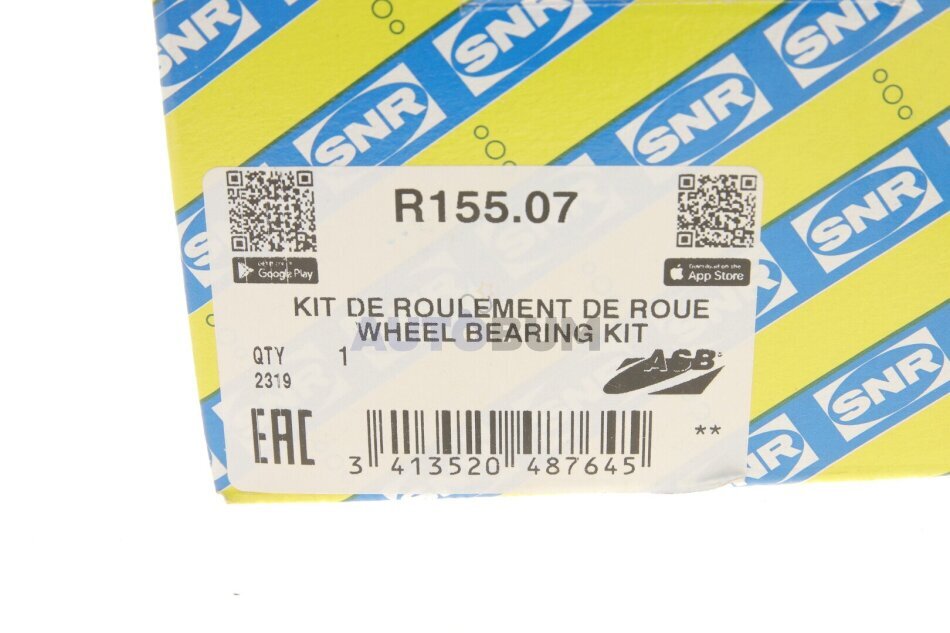 SNR
SNR
SNR
SNR
SNR
SNR
SNR
SNR
R155.07
Google Play
App Store
KIT DE ROULEMENT DE ROUE
WHEEL BEARING KIT
AUTOBUM
QTY 1
2319
ASB
EAC
**
3 413520 487645